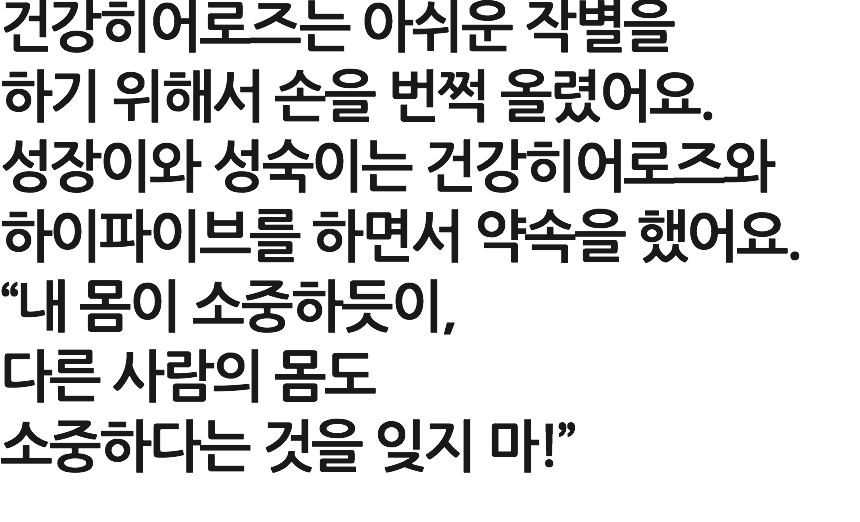 건강히어로즈는 아쉬운 작별을
하기 위해서 손을 번쩍 올렸어요.
성장이와 성숙이는 건강히어로즈와
하이파이브를 하면서 약속을 했어요.
“내 몸이 소중하듯이,
다른 사람의 몸도
소중하다는 것을 잊지 마!”